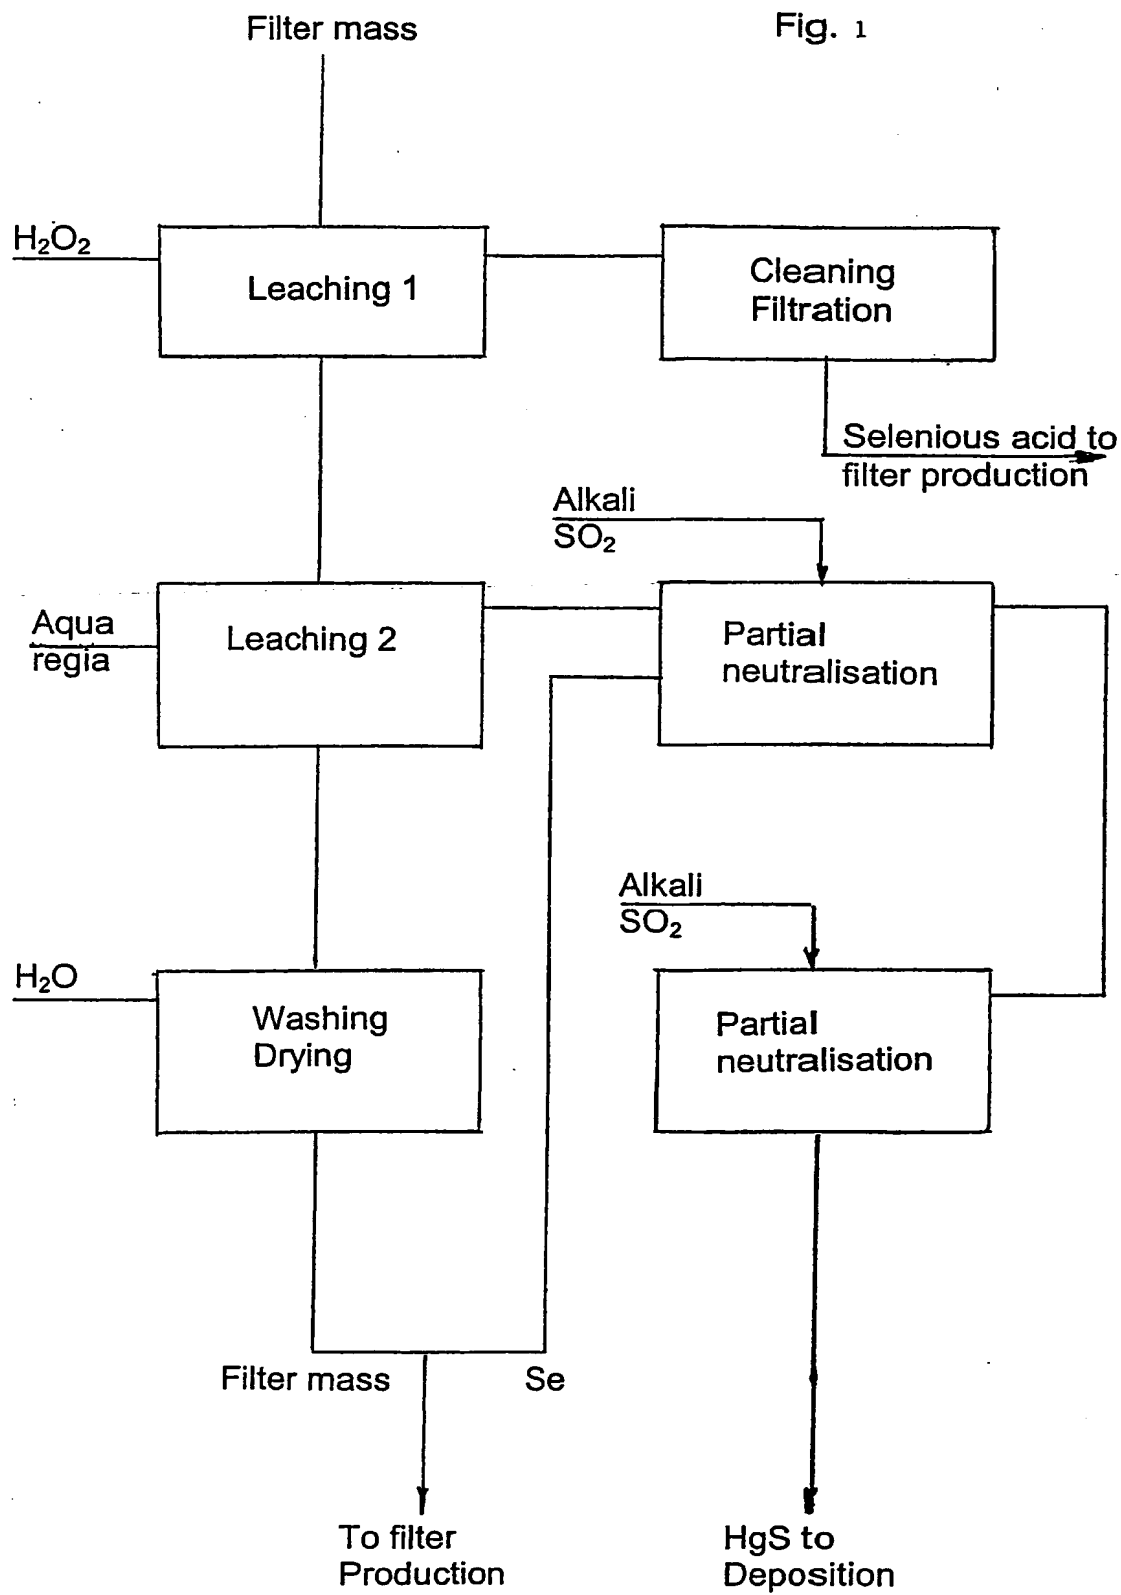 Filter mass
Fig. 1
H₂O₂
Leaching 1
Cleaning
Filtration
Selenious acid to
filter production
Alkali
SO₂
Aqua
regia
Leaching 2
Partial
neutralisation
Alkali
SO₂
H₂O
Washing
Drying
Partial
neutralisation
Filter mass
Se
To filter
Production
HgS to
Deposition